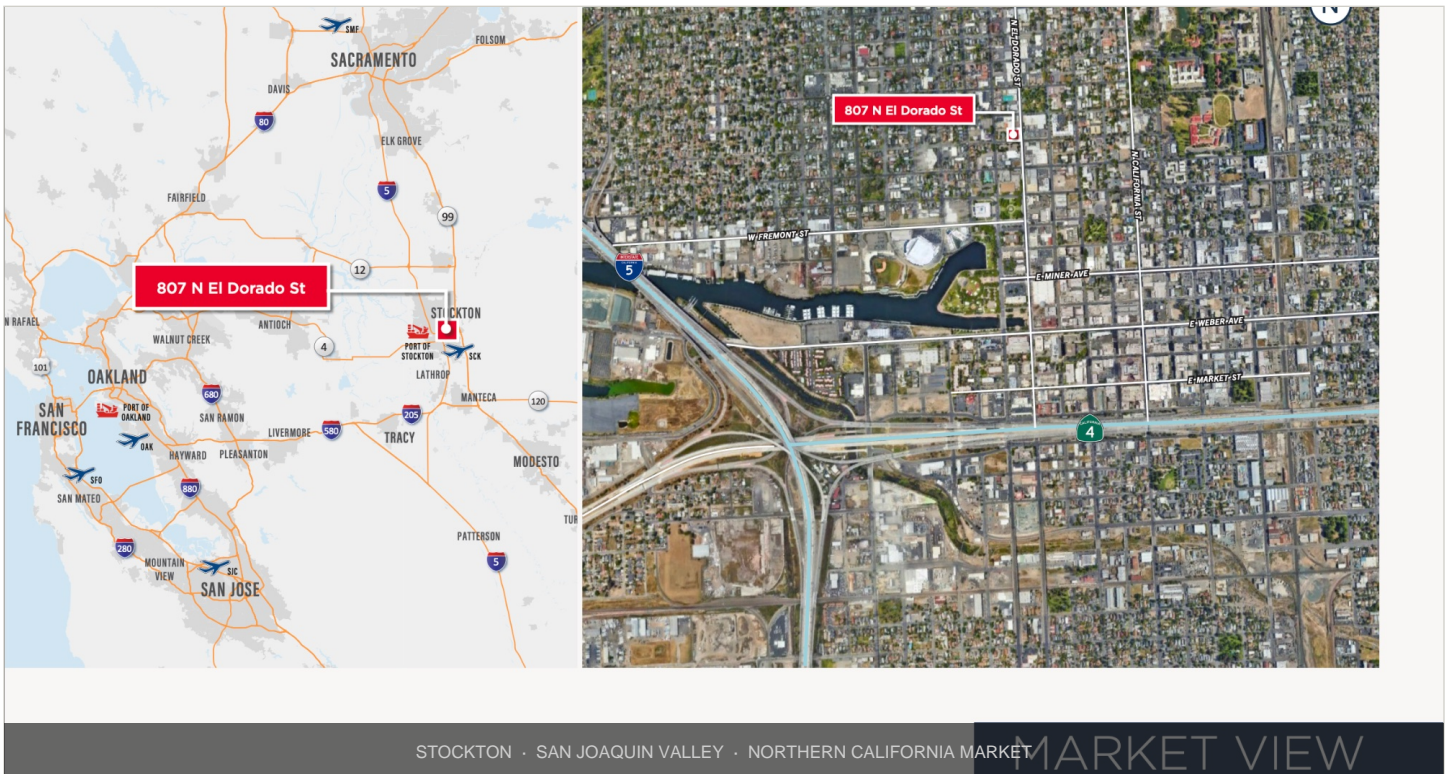 SMF
FOLSOM
SACRAMENTO
DAVIS
80
ELK GROVE
5
FAIRFIELD
99
12
807 N El Dorado St
STOCKTON
N RAFAEL
ANTIOCH
PORT OF
STOCKTON
SCK
WALNUT CREEK
4
101
LATHROP
OAKLAND
680
MANTECA
120
SAN
FRANCISCO
PORT OF
OAKLAND
SAN RAMON
205
580
LIVERMORE
TRACY
OAK
HAYWARD
PLEASANTON
MODESTO
SFO
SAN MATEO
880
TUR
PATTERSON
280
MOUNTAIN
VIEW
SJC
5
SAN JOSE
N
N EL DORADO ST
807 N El Dorado St
N CALIFORNIA ST
W FREMONT ST
INTERSTATE
CALIFORNIA
5
E MINER AVE
E WEBER AVE
E MARKET ST
CALIFORNIA
4
STOCKTON · SAN JOAQUIN VALLEY · NORTHERN CALIFORNIA MARKET
MARKET VIEW